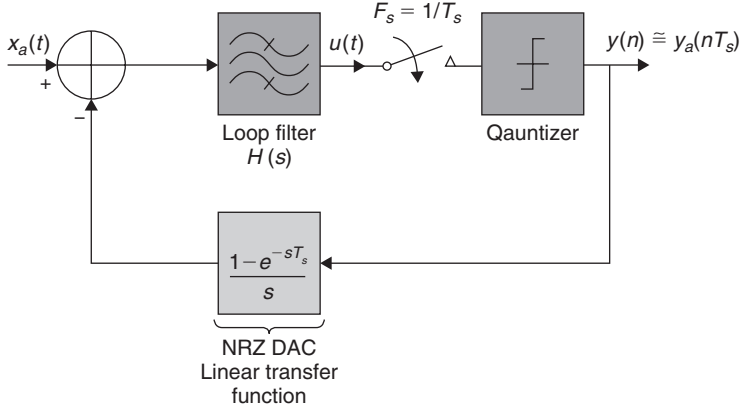 x_a(t)
+
−
Loop filter
H(s)
u(t)
F_s = 1/T_s
Qauntizer
y(n) ≅ y_a(nT_s)
1−e^{−sT_s}
s
NRZ DAC
Linear transfer
function